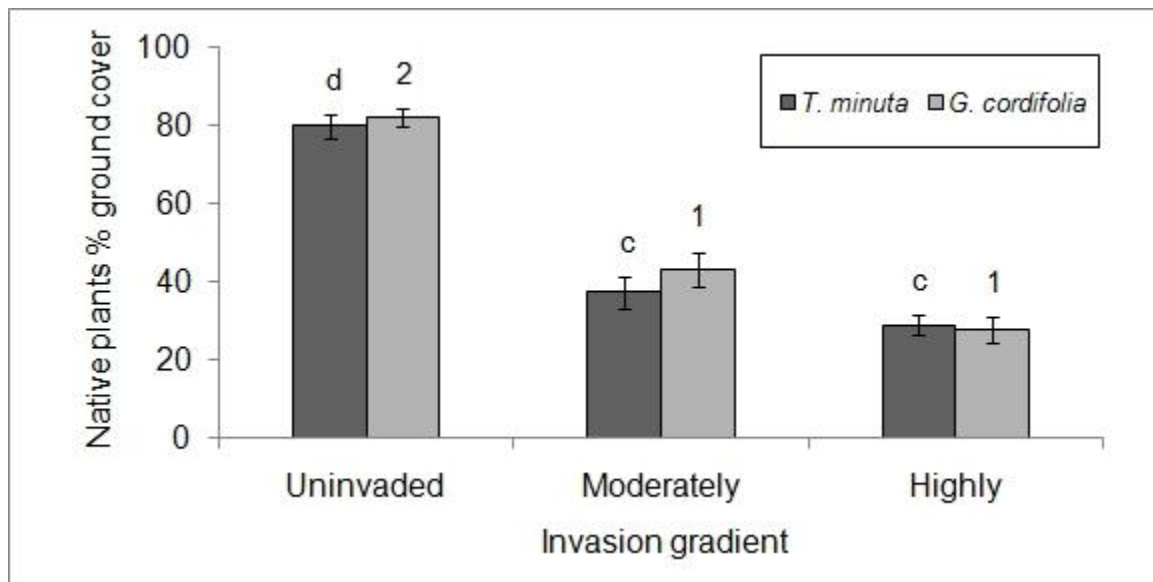 Native plants % ground cover
100
80
60
40
20
0
d
2
c
1
c
1
T. minuta
G. cordifolia
Uninvaded
Moderately
Highly
Invasion gradient